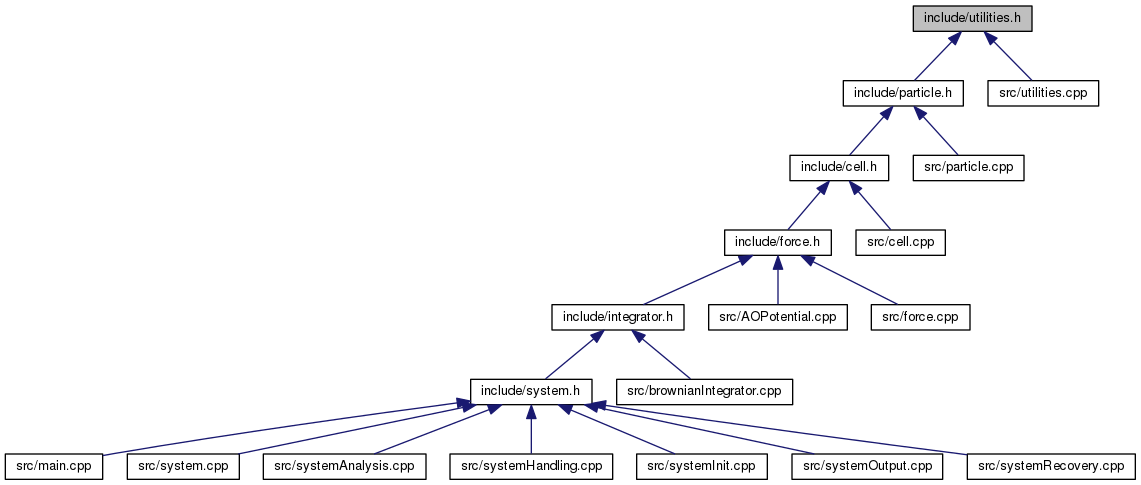 include/utilities.h
include/particle.h
src/utilities.cpp
include/cell.h
src/particle.cpp
include/force.h
src/cell.cpp
include/integrator.h
src/AOPotential.cpp
src/force.cpp
include/system.h
src/brownianIntegrator.cpp
src/main.cpp
src/system.cpp
src/systemAnalysis.cpp
src/systemHandling.cpp
src/systemInit.cpp
src/systemOutput.cpp
src/systemRecovery.cpp